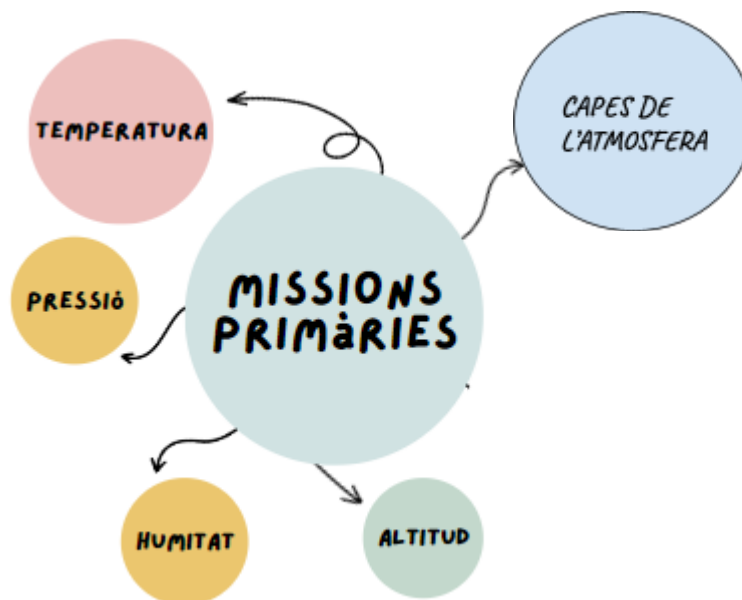 TEMPERATURA
CAPES DE
L'ATMOSFERA
PRESSIÓ
MISSIONS
PRIMÀRIES
HUMITAT
ALTITUD